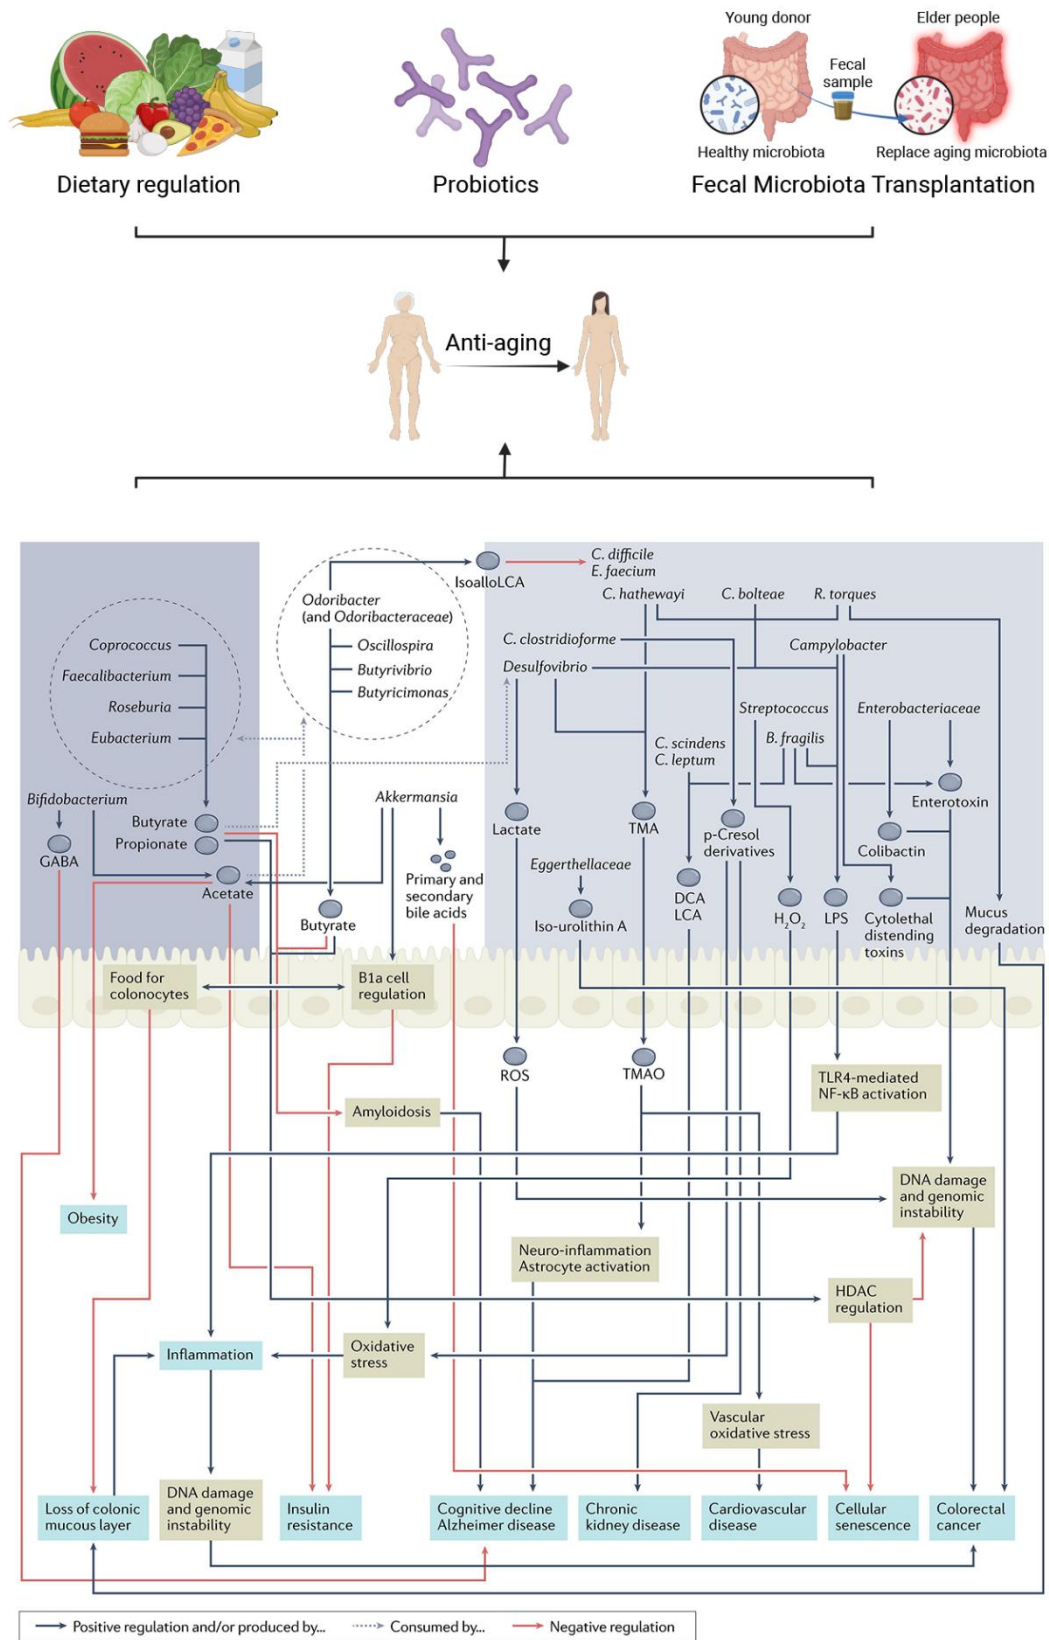 Young donor
Elder people
Fecal
sample
Healthy microbiota
Replace aging microbiota
Dietary regulation
Probiotics
Fecal Microbiota Transplantation
Anti-aging
IsoalloLCA
C. difficile
E. faecium
Odoribacter
(and Odoribacteraceae)
C. hathewayi
C. bolteae
R. torques
Coprococcus
Oscillospira
C. clostridioforme
Campylobacter
Faecalibacterium
Butyrivibrio
Desulfovibrio
Roseburia
Butyricimonas
Streptococcus
Enterobacteriaceae
Eubacterium
C. scindens
C. leptum
B. fragilis
Bifidobacterium
Akkermansia
Enterotoxin
Butyrate
Propionate
Lactate
TMA
p-Cresol
derivatives
Colibactin
GABA
Acetate
Primary and
secondary
bile acids
Eggerthellaceae
DCA
LCA
Butyrate
Iso-urolithin A
H₂O₂
LPS
Cytolethal
distending
toxins
Mucus
degradation
Food for
colonocytes
B1a cell
regulation
ROS
TMAO
TLR4-mediated
NF-κB activation
Amyloidosis
DNA damage
and genomic
instability
Obesity
Neuro-inflammation
Astrocyte activation
HDAC
regulation
Inflammation
Oxidative
stress
Vascular
oxidative stress
Loss of colonic
mucous layer
DNA damage
and genomic
instability
Insulin
resistance
Cognitive decline
Alzheimer disease
Chronic
kidney disease
Cardiovascular
disease
Cellular
senescence
Colorectal
cancer
Positive regulation and/or produced by...
Consumed by...
Negative regulation